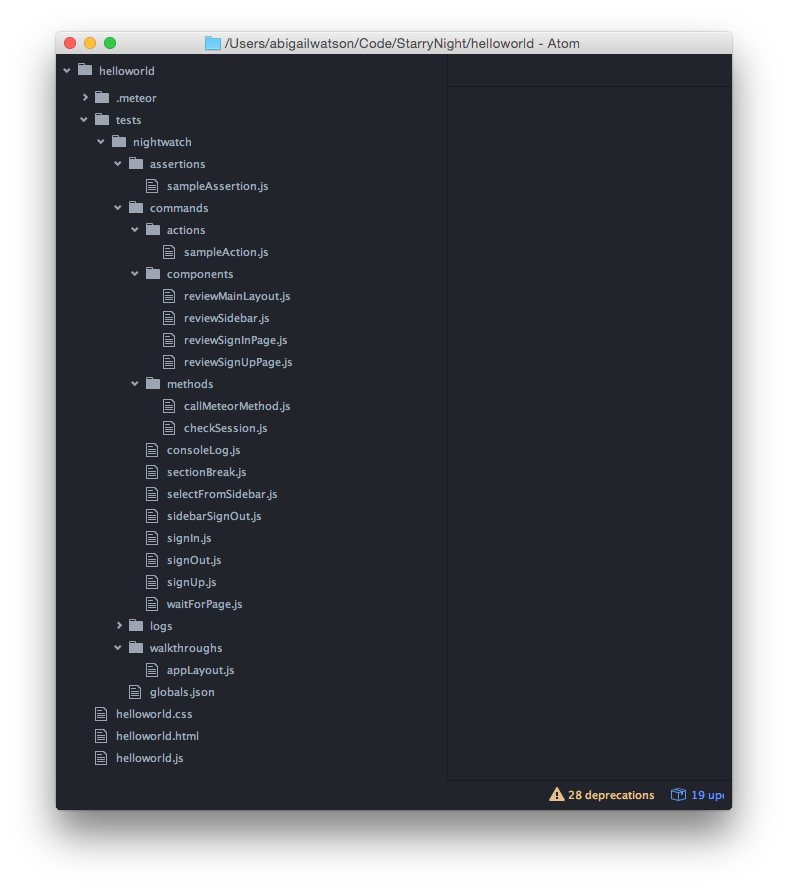 /Users/abigailwatson/Code/StarryNight/helloworld - Atom
helloworld
.meteor
tests
nightwatch
assertions
sampleAssertion.js
commands
actions
sampleAction.js
components
reviewMainLayout.js
reviewSidebar.js
reviewSignInPage.js
reviewSignUpPage.js
methods
callMeteorMethod.js
checkSession.js
consoleLog.js
sectionBreak.js
selectFromSidebar.js
sidebarSignOut.js
signIn.js
signOut.js
signUp.js
waitForPage.js
logs
walkthroughs
appLayout.js
globals.json
helloworld.css
helloworld.html
helloworld.js
28 deprecations 19